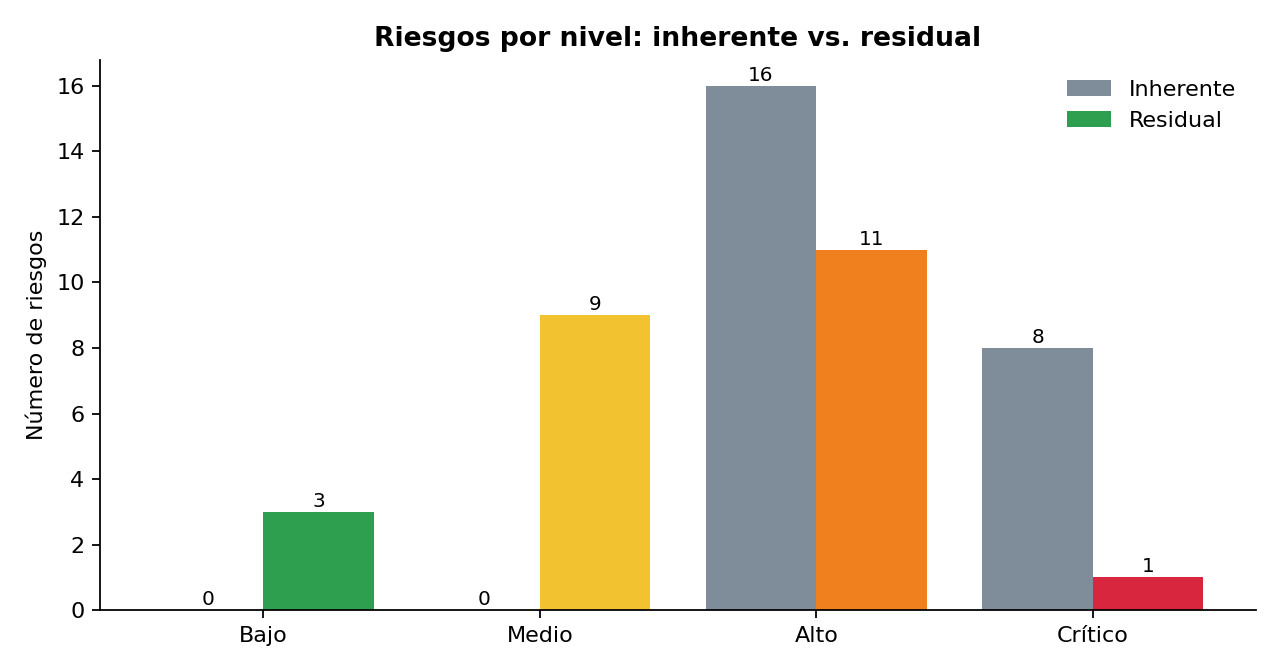 Riesgos por nivel: inherente vs. residual
Inherente
Residual
Número de riesgos
16
14
12
10
8
6
4
2
0
0
3
0
9
16
11
8
1
Bajo
Medio
Alto
Crítico